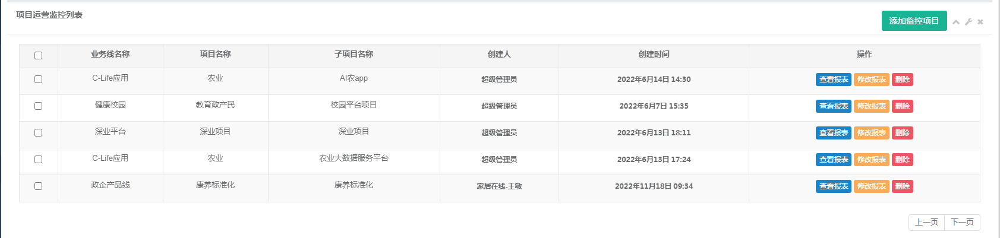 项目运营监控列表
添加监控项目
业务线名称 项目名称 子项目名称 创建人 创建时间 操作
C-Life应用 农业 AI农app 超级管理员 2022年6月14日 14:30 查看报表 修改报表 删除
健康校园 教育政产民 校园平台项目 超级管理员 2022年6月7日 15:35 查看报表 修改报表 删除
深业平台 深业项目 深业项目 超级管理员 2022年6月13日 18:11 查看报表 修改报表 删除
C-Life应用 农业 农业大数据服务平台 超级管理员 2022年6月13日 17:24 查看报表 修改报表 删除
政企产品线 康养标准化 康养标准化 家居在线-王敏 2022年11月18日 09:34 查看报表 修改报表 删除
上一页 下一页